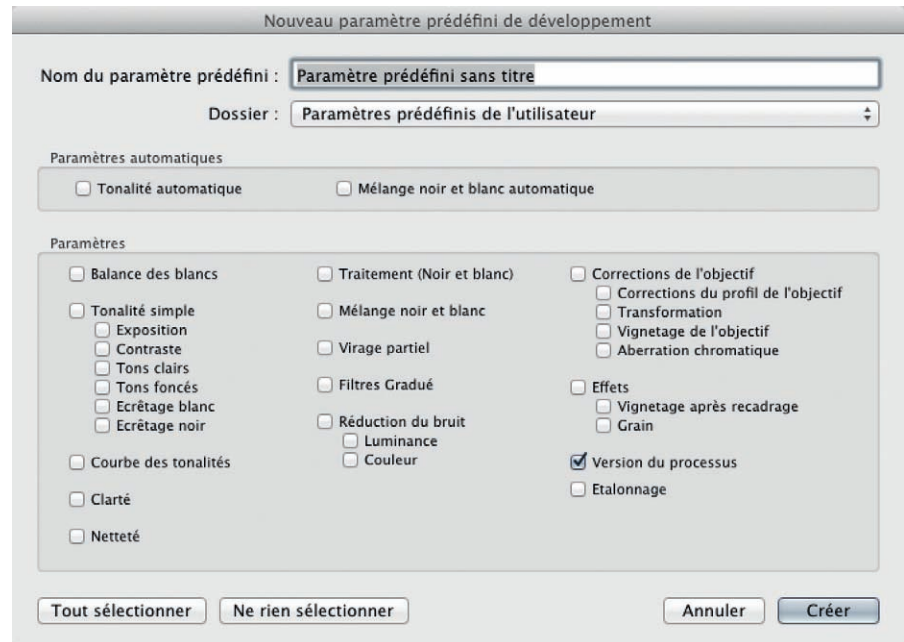 Nouveau paramètre prédéfini de développement
Nom du paramètre prédéfini :
Paramètre prédéfini sans titre
Dossier :
Paramètres prédéfinis de l'utilisateur
Paramètres automatiques
Tonalité automatique
Mélange noir et blanc automatique
Paramètres
Balance des blancs
Tonalité simple
Exposition
Contraste
Tons clairs
Tons foncés
Ecrêtage blanc
Ecrêtage noir
Courbe des tonalités
Clarté
Netteté
Traitement (Noir et blanc)
Mélange noir et blanc
Virage partiel
Filtres Gradué
Réduction du bruit
Luminance
Couleur
Corrections de l'objectif
Corrections du profil de l'objectif
Transformation
Vignetage de l'objectif
Aberration chromatique
Effets
Vignetage après recadrage
Grain
Version du processus
Etalonnage
Tout sélectionner
Ne rien sélectionner
Annuler
Créer